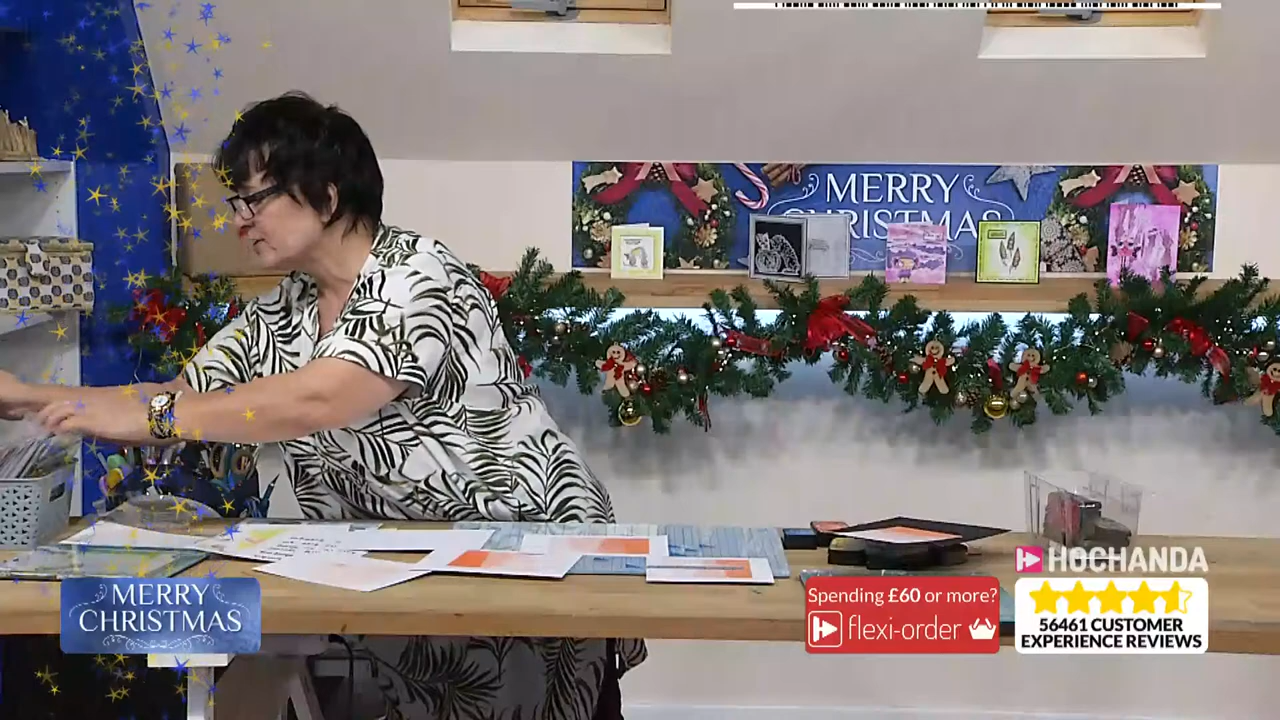 MERRY
CHRISTMAS
MERRY
CHRISTMAS
HOCHANDA
Spending £60 or more?
flexi-order
56461 CUSTOMER
EXPERIENCE REVIEWS